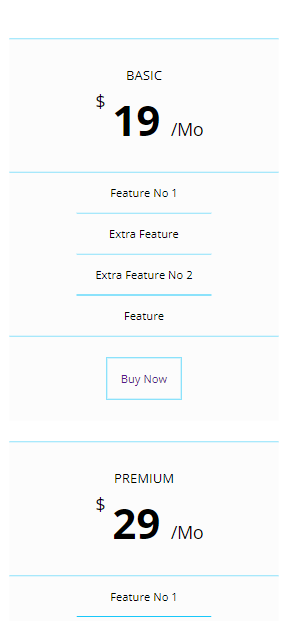 BASIC
$ 19 /Mo
Feature No 1
Extra Feature
Extra Feature No 2
Feature
Buy Now
PREMIUM
$ 29 /Mo
Feature No 1